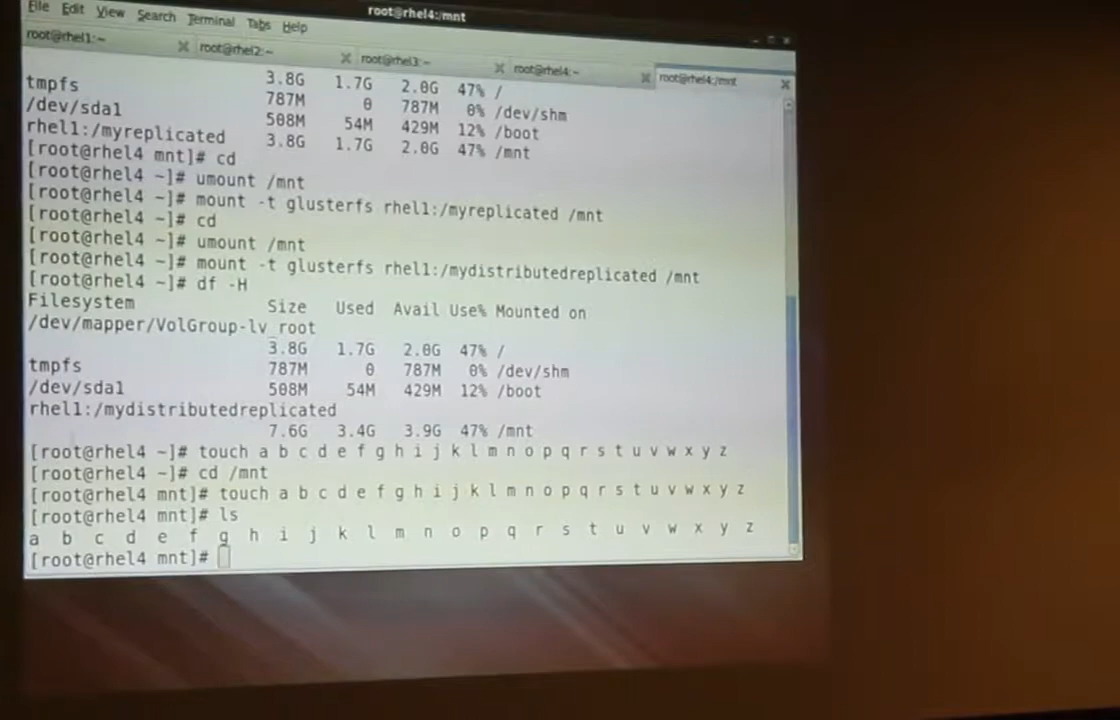 root@rhel4:/mnt
File Edit View Search Terminal Tabs Help
root@rhel1:~ root@rhel2:~ root@rhel3:~ root@rhel4:~ root@rhel4:/mnt
3.8G 1.7G 2.0G 47% /
tmpfs 787M 0 787M 0% /dev/shm
/dev/sda1 508M 54M 429M 12% /boot
rhel1:/myreplicated 3.8G 1.7G 2.0G 47% /mnt
[root@rhel4 mnt]# cd
[root@rhel4 ~]# umount /mnt
[root@rhel4 ~]# mount -t glusterfs rhel1:/myreplicated /mnt
[root@rhel4 ~]# cd
[root@rhel4 ~]# umount /mnt
[root@rhel4 ~]# mount -t glusterfs rhel1:/mydistributedreplicated /mnt
[root@rhel4 ~]# df -H
Filesystem Size Used Avail Use% Mounted on
/dev/mapper/VolGroup-lv_root
3.8G 1.7G 2.0G 47% /
tmpfs 787M 0 787M 0% /dev/shm
/dev/sda1 508M 54M 429M 12% /boot
rhel1:/mydistributedreplicated
7.6G 3.4G 3.9G 47% /mnt
[root@rhel4 ~]# touch a b c d e f g h i j k l m n o p q r s t u v w x y z
[root@rhel4 ~]# cd /mnt
[root@rhel4 mnt]# touch a b c d e f g h i j k l m n o p q r s t u v w x y z
[root@rhel4 mnt]# ls
a b c d e f g h i j k l m n o p q r s t u v w x y z
[root@rhel4 mnt]#